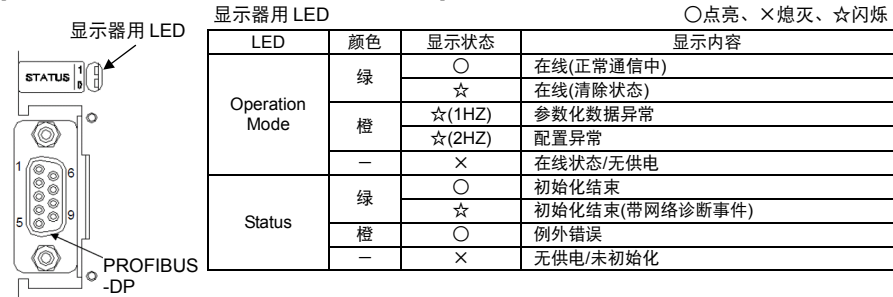 显示器用 LED
STATUS
1
1
6
5
9
PROFIBUS
-DP
显示器用 LED
○点亮、×熄灭、☆闪烁
LED 颜色 显示状态 显示内容
Operation Mode 绿 ○ 在线(正常通信中)
☆ 在线(清除状态)
橙 ☆(1HZ) 参数化数据异常
☆(2HZ) 配置异常
－ × 在线状态/无供电
Status 绿 ○ 初始化结束
☆ 初始化结束(带网络诊断事件)
橙 ○ 例外错误
－ × 无供电/未初始化